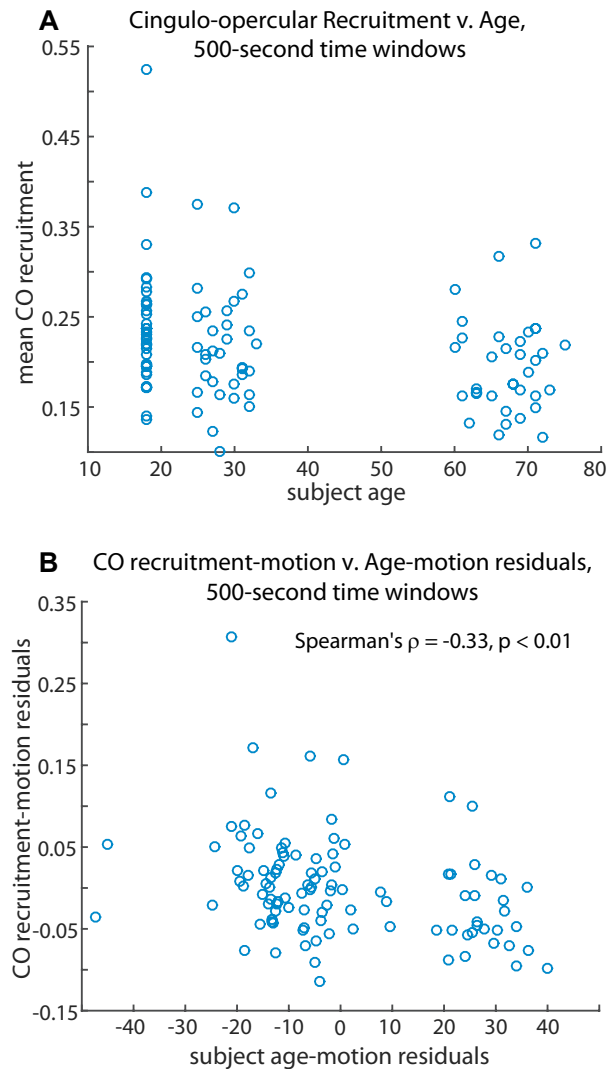 A Cingulo-opercular Recruitment v. Age,
500-second time windows
0.55
0.45
0.35
0.25
0.15
mean CO recruitment
10 20 30 40 50 60 70 80
subject age
B CO recruitment-motion v. Age-motion residuals,
500-second time windows
Spearman's ρ = -0.33, p < 0.01
0.35
0.25
0.15
0.05
-0.05
-0.15
CO recruitment-motion residuals
-40 -30 -20 -10 0 10 20 30 40
subject age-motion residuals